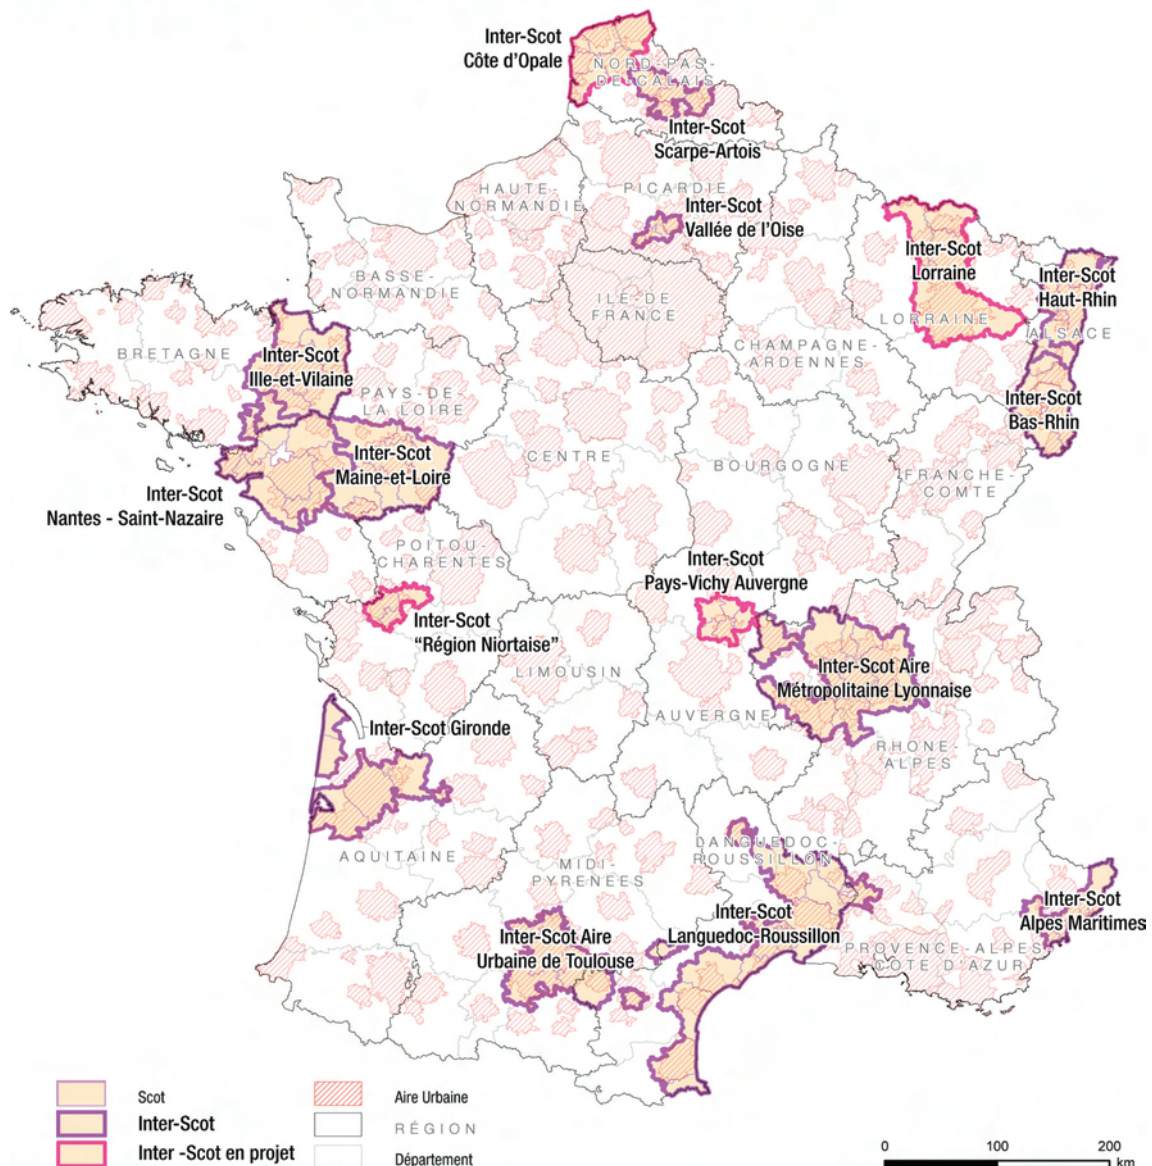 Inter-Scot
Côte d'Opale
NORD-PAS-
DE-CALAIS
Inter-Scot
Scarpe-Artois
HAUTE-
NORMANDIE
PICARDIE
Inter-Scot
Vallée de l'Oise
Inter-Scot
Lorraine
LORRAINE
Inter-Scot
Haut-Rhin
ALSACE
BASSE-
NORMANDIE
ILE-DE
FRANCE
CHAMPAGNE-
ARDENNES
BRETAGNE
Inter-Scot
Ille-et-Vilaine
PAYS-DE-
LA LOIRE
Inter-Scot
Bas-Rhin
Inter-Scot
Maine-et-Loire
CENTRE
BOURGOGNE
FRANCHE-
COMTE
Inter-Scot
Nantes - Saint-Nazaire
POITOU-
CHARENTES
Inter-Scot
Pays-Vichy Auvergne
Inter-Scot
“Région Niortaise”
LIMOUSIN
Inter-Scot Aire
Métropolitaine Lyonnaise
AUVERGNE
RHONE-
ALPES
Inter-Scot Gironde
AQUITAINE
MIDI-
PYRENEES
LANGUEDOC-
ROUSSILLON
Inter-Scot
Languedoc-Roussillon
Inter-Scot Aire
Urbaine de Toulouse
Inter-Scot
Alpes Maritimes
PROVENCE-ALPES
COTE D'AZUR
Scot
Inter-Scot
Inter -Scot en projet
Aire Urbaine
RÉGION
Département
0 100 200
km